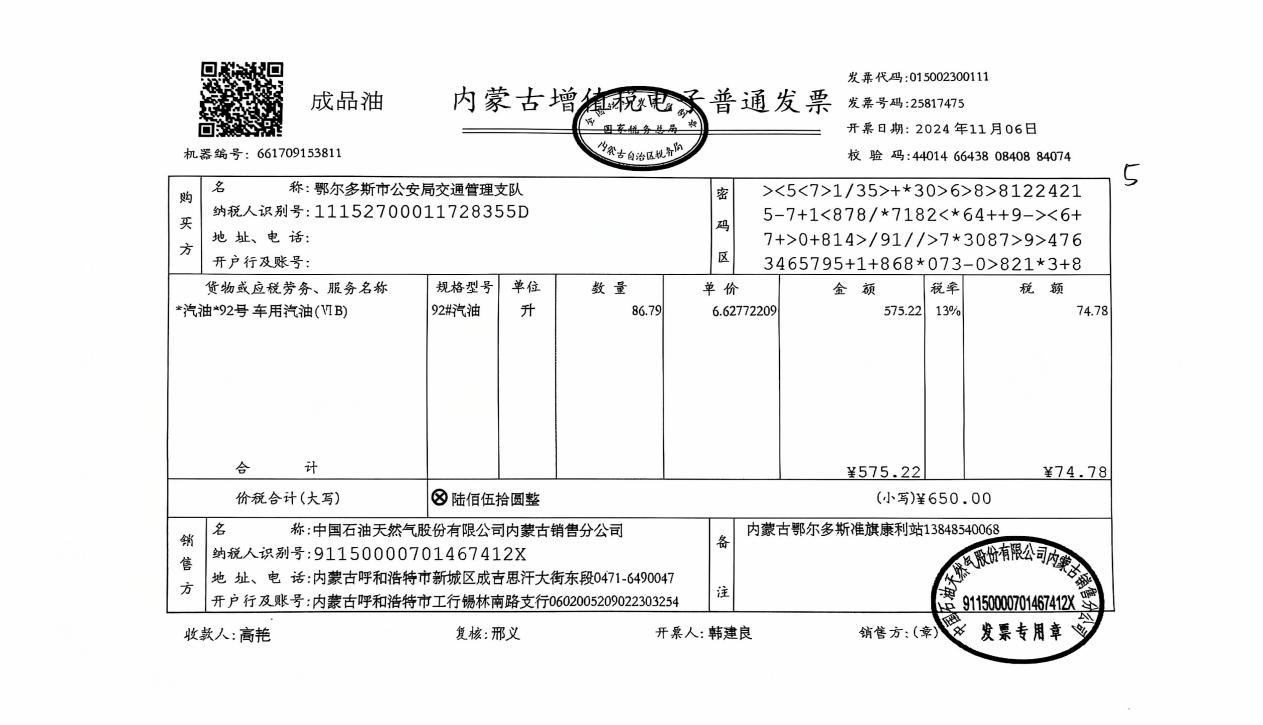 成品油
内蒙古增值税电子普通发票
国家税务总局
内蒙古自治区税务局
发票代码:015002300111
发票号码:25817475
开票日期: 2024 年11月06日
校 验 码:44014 66438 08408 84074
机器编号: 661709153811
5
购买方
名 称: 鄂尔多斯市公安局交通管理支队
纳税人识别号: 11152700011728355D
地 址、电 话:
开户行及账号:
密码区
><5<7>1/35>+*30>6>8>8122421
5-7+1<878/*7182<*64++9-><6+
7+>0+814>/91//>7*3087>9>476
3465795+1+868*073-0>821*3+8
货物或应税劳务、服务名称 规格型号 单位 数 量 单 价 金 额 税率 税 额
*汽油*92号 车用汽油(ⅥB) 92#汽油 升 86.79 6.62772209 575.22 13% 74.78
合 计 ¥575.22 ¥74.78
价税合计(大写) ⊗陆佰伍拾圆整 (小写)¥650.00
销售方
名 称:中国石油天然气股份有限公司内蒙古销售分公司
纳税人识别号:91150000701467412X
地 址、电 话:内蒙古呼和浩特市新城区成吉思汗大街东段0471-6490047
开户行及账号:内蒙古呼和浩特市工行锡林南路支行0602005209022303254
备注
内蒙古鄂尔多斯准旗康利站13848540068
收款人:高艳 复核:邢义 开票人:韩建良 销售方:(章)
中国石油天然气股份有限公司内蒙古销售分公司
91150000701467412X
发票专用章